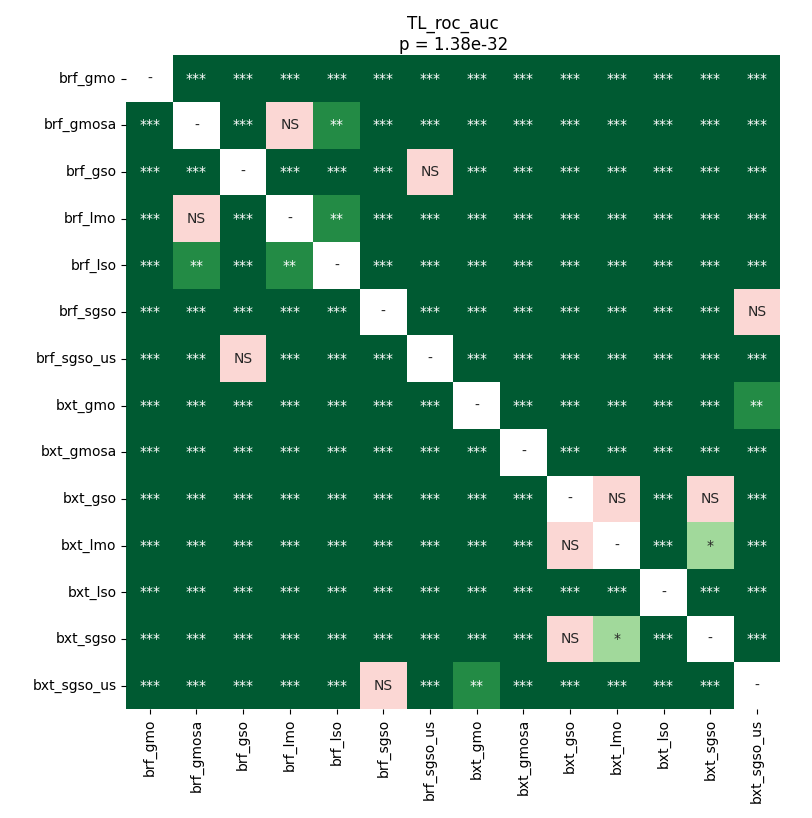 TL_roc_auc
p = 1.38e-32
brf_gmo - *** *** *** *** *** *** *** *** *** *** *** *** ***
brf_gmosa *** - *** NS ** *** *** *** *** *** *** *** *** ***
brf_gso *** *** - *** *** *** NS *** *** *** *** *** *** ***
brf_lmo *** NS *** - ** *** *** *** *** *** *** *** *** ***
brf_lso *** ** *** ** - *** *** *** *** *** *** *** *** ***
brf_sgso *** *** *** *** *** - *** *** *** *** *** *** *** NS
brf_sgso_us *** *** NS *** *** *** - *** *** *** *** *** *** ***
bxt_gmo *** *** *** *** *** *** *** - *** *** *** *** *** **
bxt_gmosa *** *** *** *** *** *** *** *** - *** *** *** *** ***
bxt_gso *** *** *** *** *** *** *** *** *** - NS *** NS ***
bxt_lmo *** *** *** *** *** *** *** *** *** NS - *** * ***
bxt_lso *** *** *** *** *** *** *** *** *** *** *** - *** ***
bxt_sgso *** *** *** *** *** *** *** *** *** NS * *** - ***
bxt_sgso_us *** *** *** *** *** NS *** ** *** *** *** *** *** -
brf_gmo
brf_gmosa
brf_gso
brf_lmo
brf_lso
brf_sgso
brf_sgso_us
bxt_gmo
bxt_gmosa
bxt_gso
bxt_lmo
bxt_lso
bxt_sgso
bxt_sgso_us